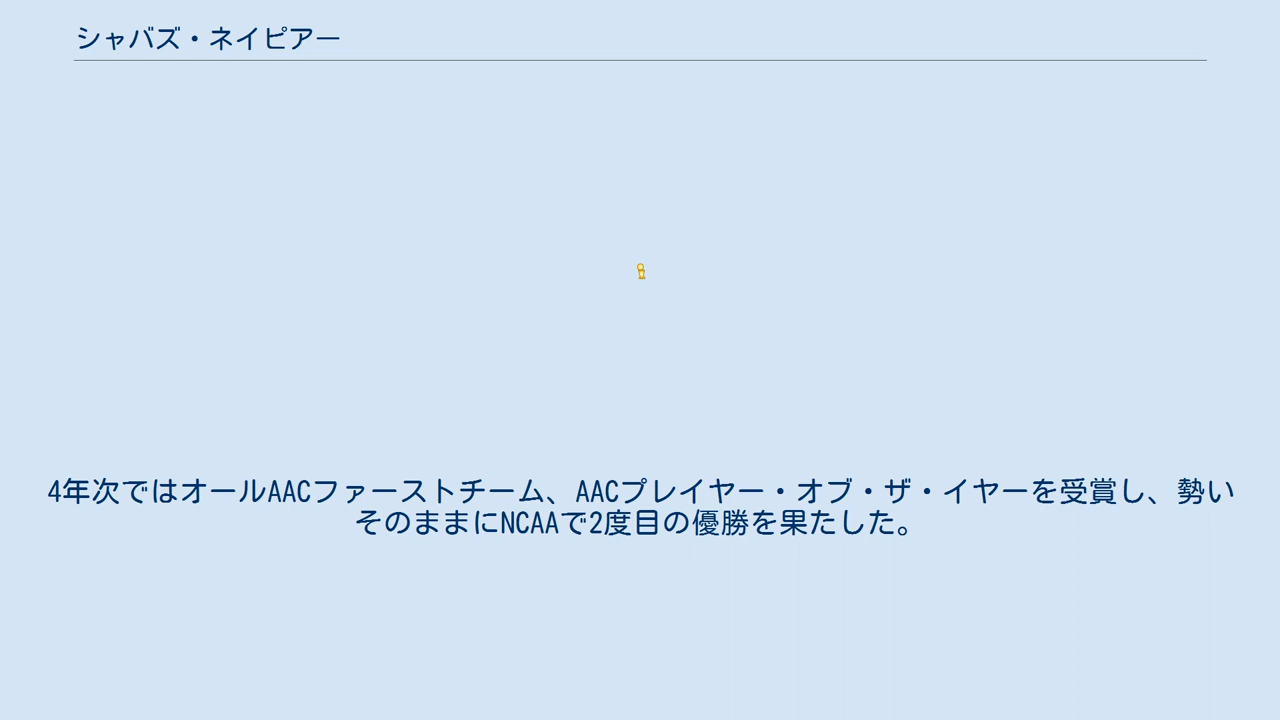 シャバズ・ネイピアー
4年次ではオールAACファーストチーム、AACプレイヤー・オブ・ザ・イヤーを受賞し、勢い
そのままにNCAAで2度目の優勝を果たした。